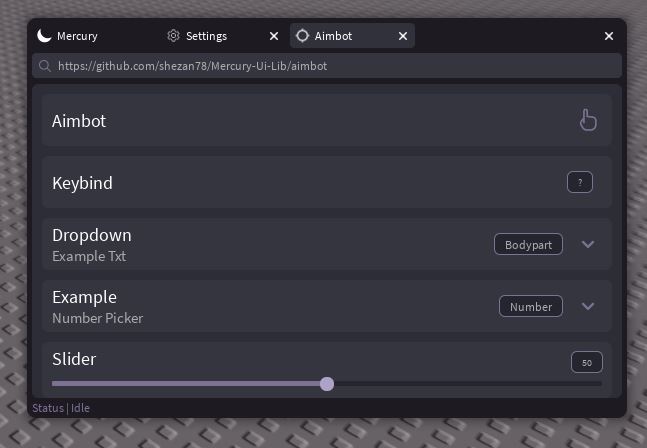 Mercury Settings Aimbot
https://github.com/shezan78/Mercury-Ui-Lib/aimbot
Aimbot
Keybind ?
Dropdown
Example Txt
Bodypart
Example
Number Picker
Number
Slider 50
Status | Idle